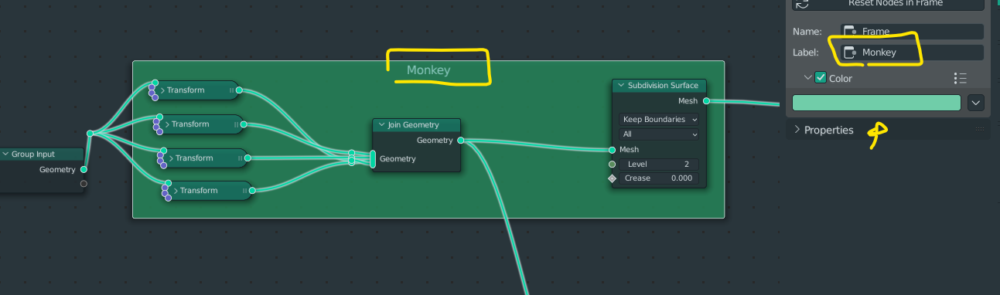 Reset Nodes in Frame
Name: Frame
Label: Monkey
Color
Properties
Monkey
Transform
Transform
Transform
Transform
Group Input
Geometry
Join Geometry
Geometry
Geometry
Subdivision Surface
Mesh
Keep Boundaries
All
Mesh
Level 2
Crease 0.000